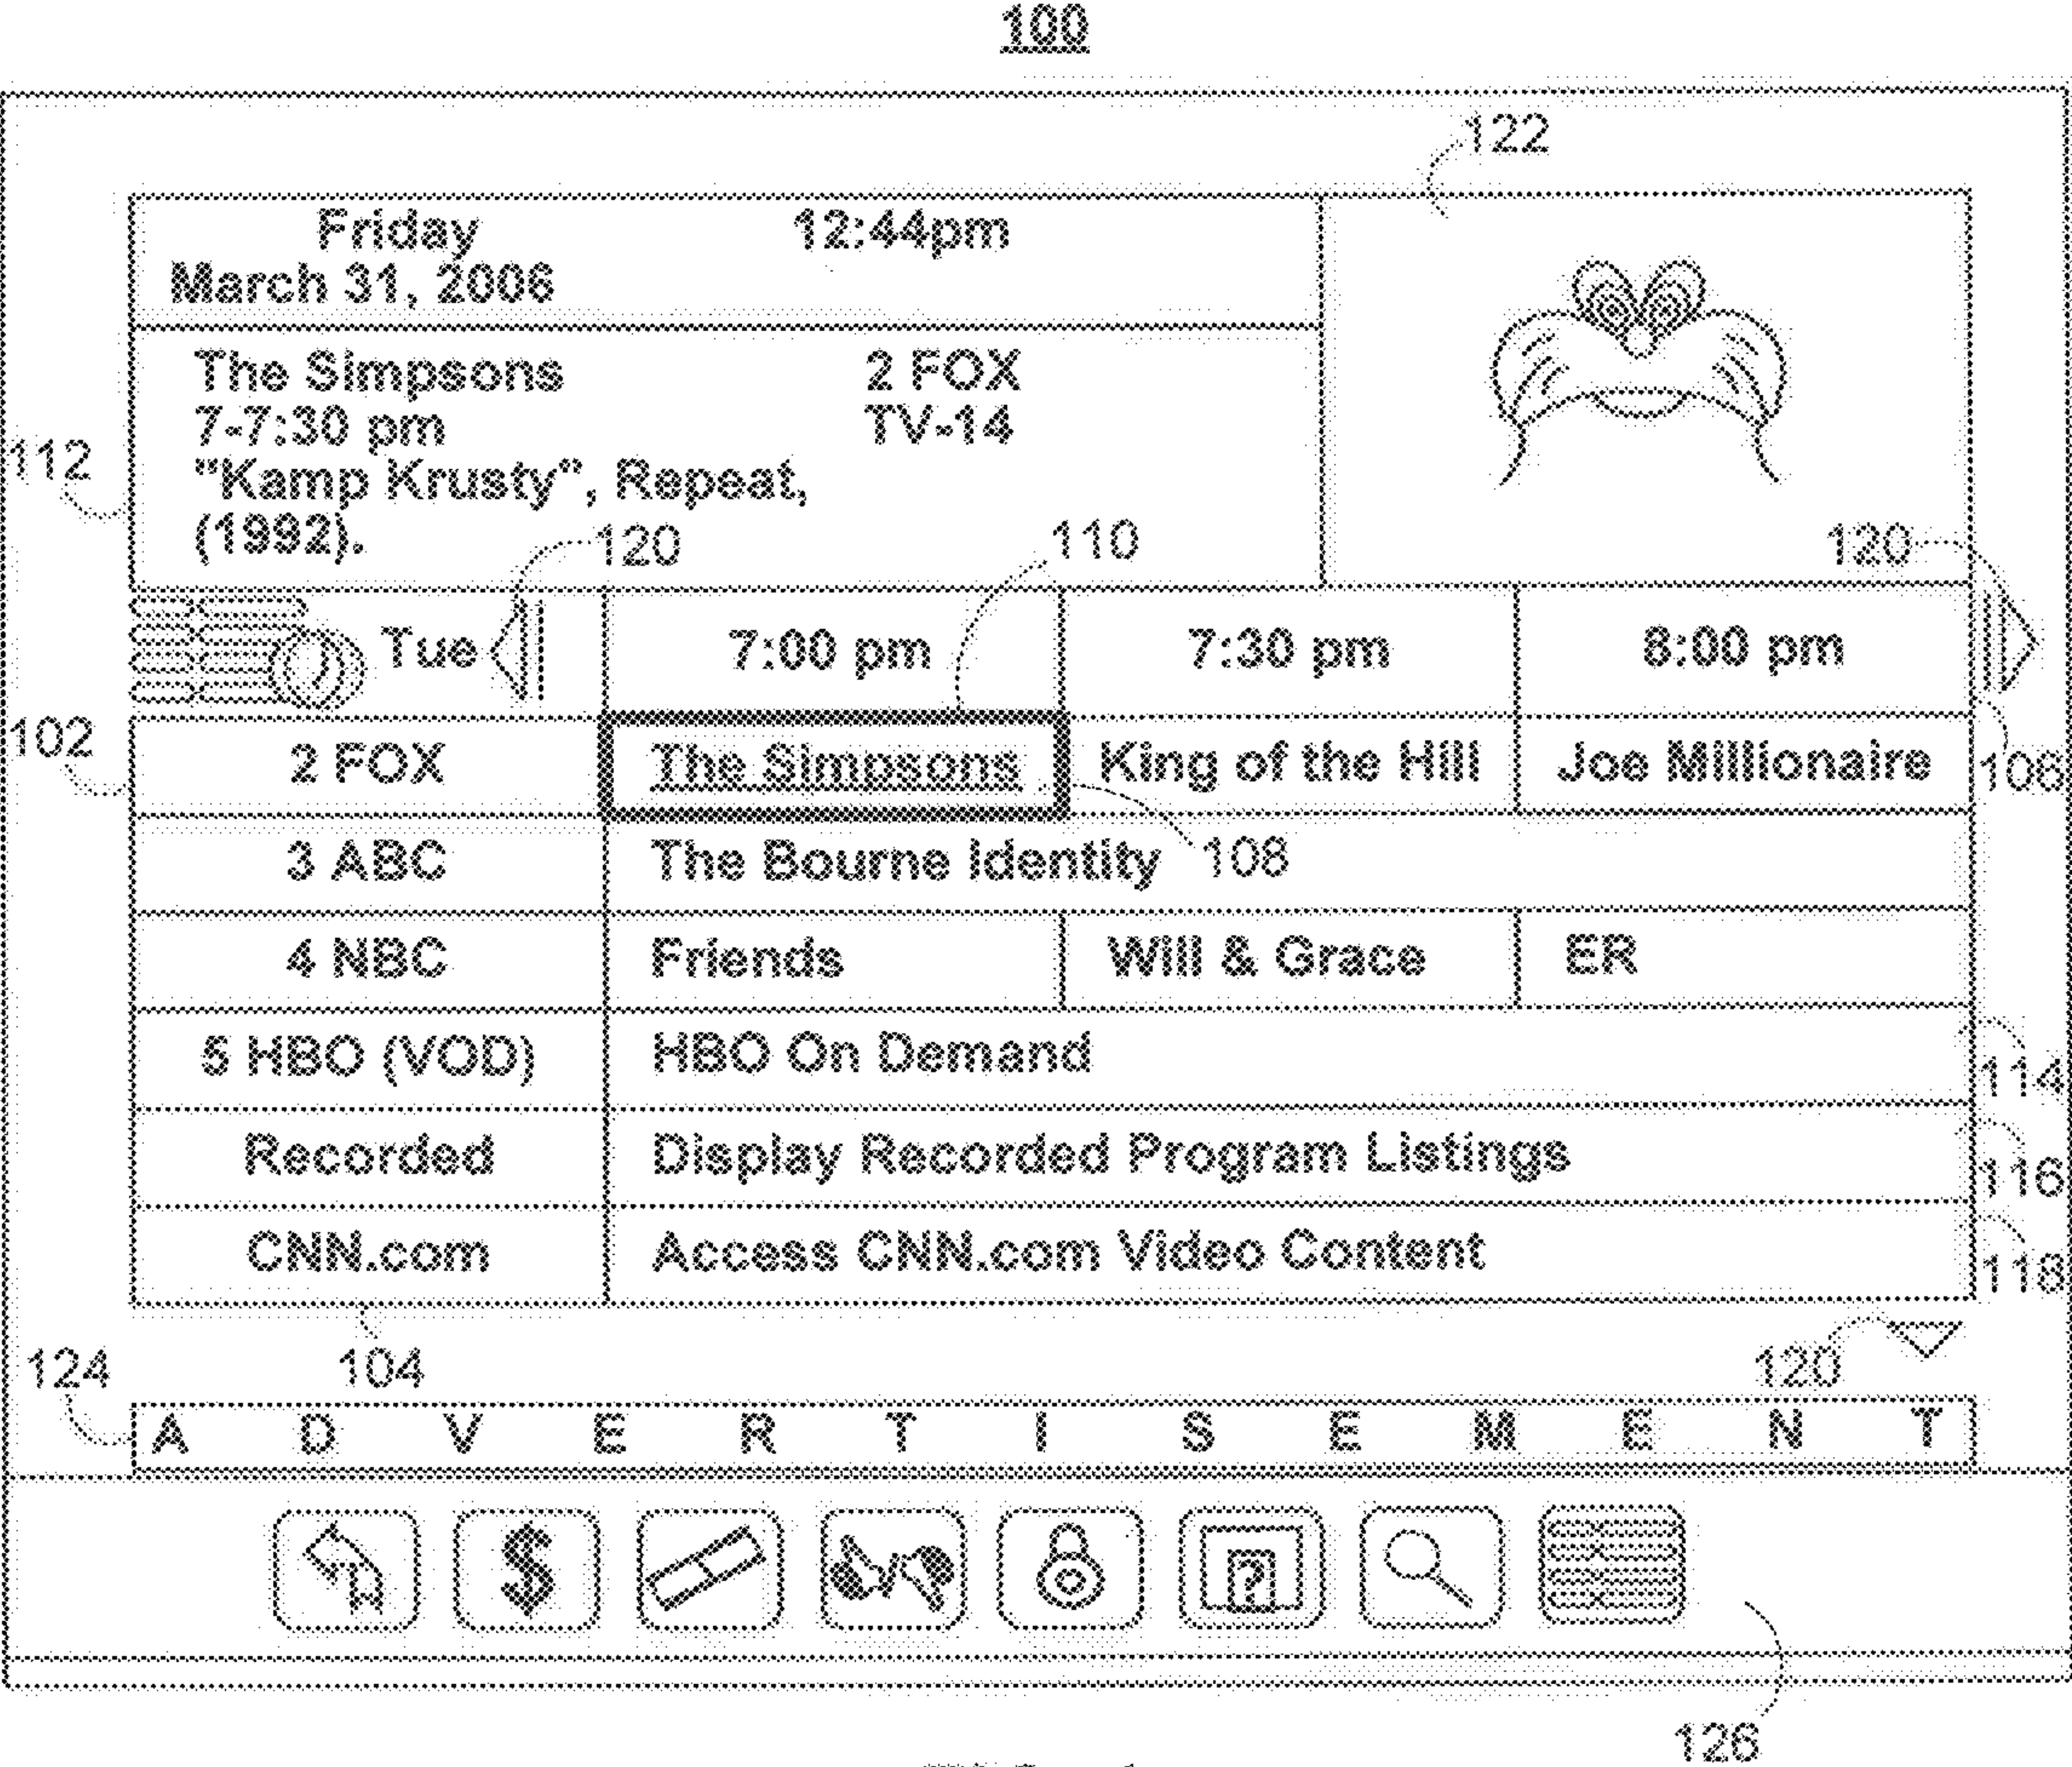 100
122
Friday 12:44pm
March 31, 2006
The Simpsons 2 FOX
7-7:30 pm TV-14
112
"Kamp Krusty", Repeat,
(1992).
120 110 120
Tue 7:00 pm 7:30 pm 8:00 pm
102
2 FOX The Simpsons King of the Hill Joe Millionaire
106
3 ABC The Bourne Identity 108
4 NBC Friends Will & Grace ER
5 HBO (VOD) HBO On Demand
114
Recorded Display Recorded Program Listings
116
CNN.com Access CNN.com Video Content
118
124 104 120
A D V E R T I S E M E N T
$ ?
126